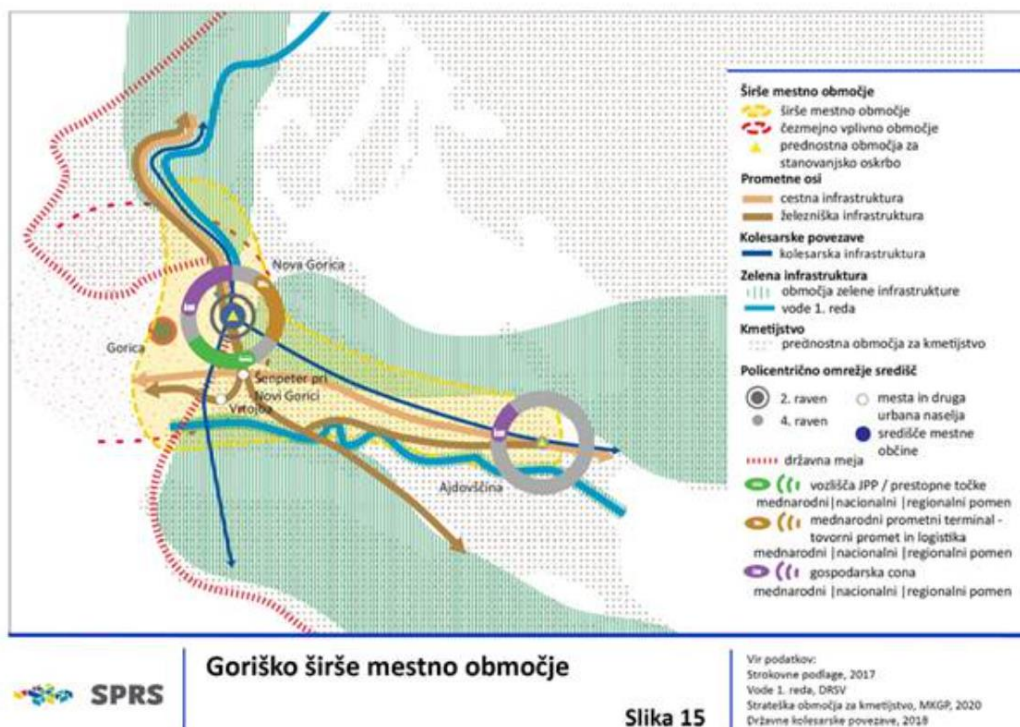 Nova Gorica
Gorica
Šenpeter pri
Novi Gorici
Vrtojba
Ajdovščina
Širše mestno območje
širše mestno območje
čezmejno vplivno območje
prednostna območja za
stanovanjsko oskrbo
Prometne osi
cestna infrastruktura
železniška infrastruktura
Kolesarske povezave
kolesarska infrastruktura
Zelena infrastruktura
območja zelene infrastrukture
vode 1. reda
Kmetijstvo
prednostna območja za kmetijstvo
Policentrično omrežje središč
2. raven
4. raven
mesta in druga
urbana naselja
središče mestne
občine
državna meja
vozlišča JPP / prestopne točke
mednarodni|nacionalni |regionalni pomen
mednarodni prometni terminal -
tovorni promet in logistika
mednarodni |nacionalni |regionalni pomen
gospodarska cona
mednarodni |nacionalni |regionalni pomen
SPRS
Goriško širše mestno območje
Slika 15
Vir podatkov:
Strokovne podlage, 2017
Vode 1. reda, DRSV
Strateška območja za kmetijstvo, MKGP, 2020
Državne kolesarske povezave, 2018